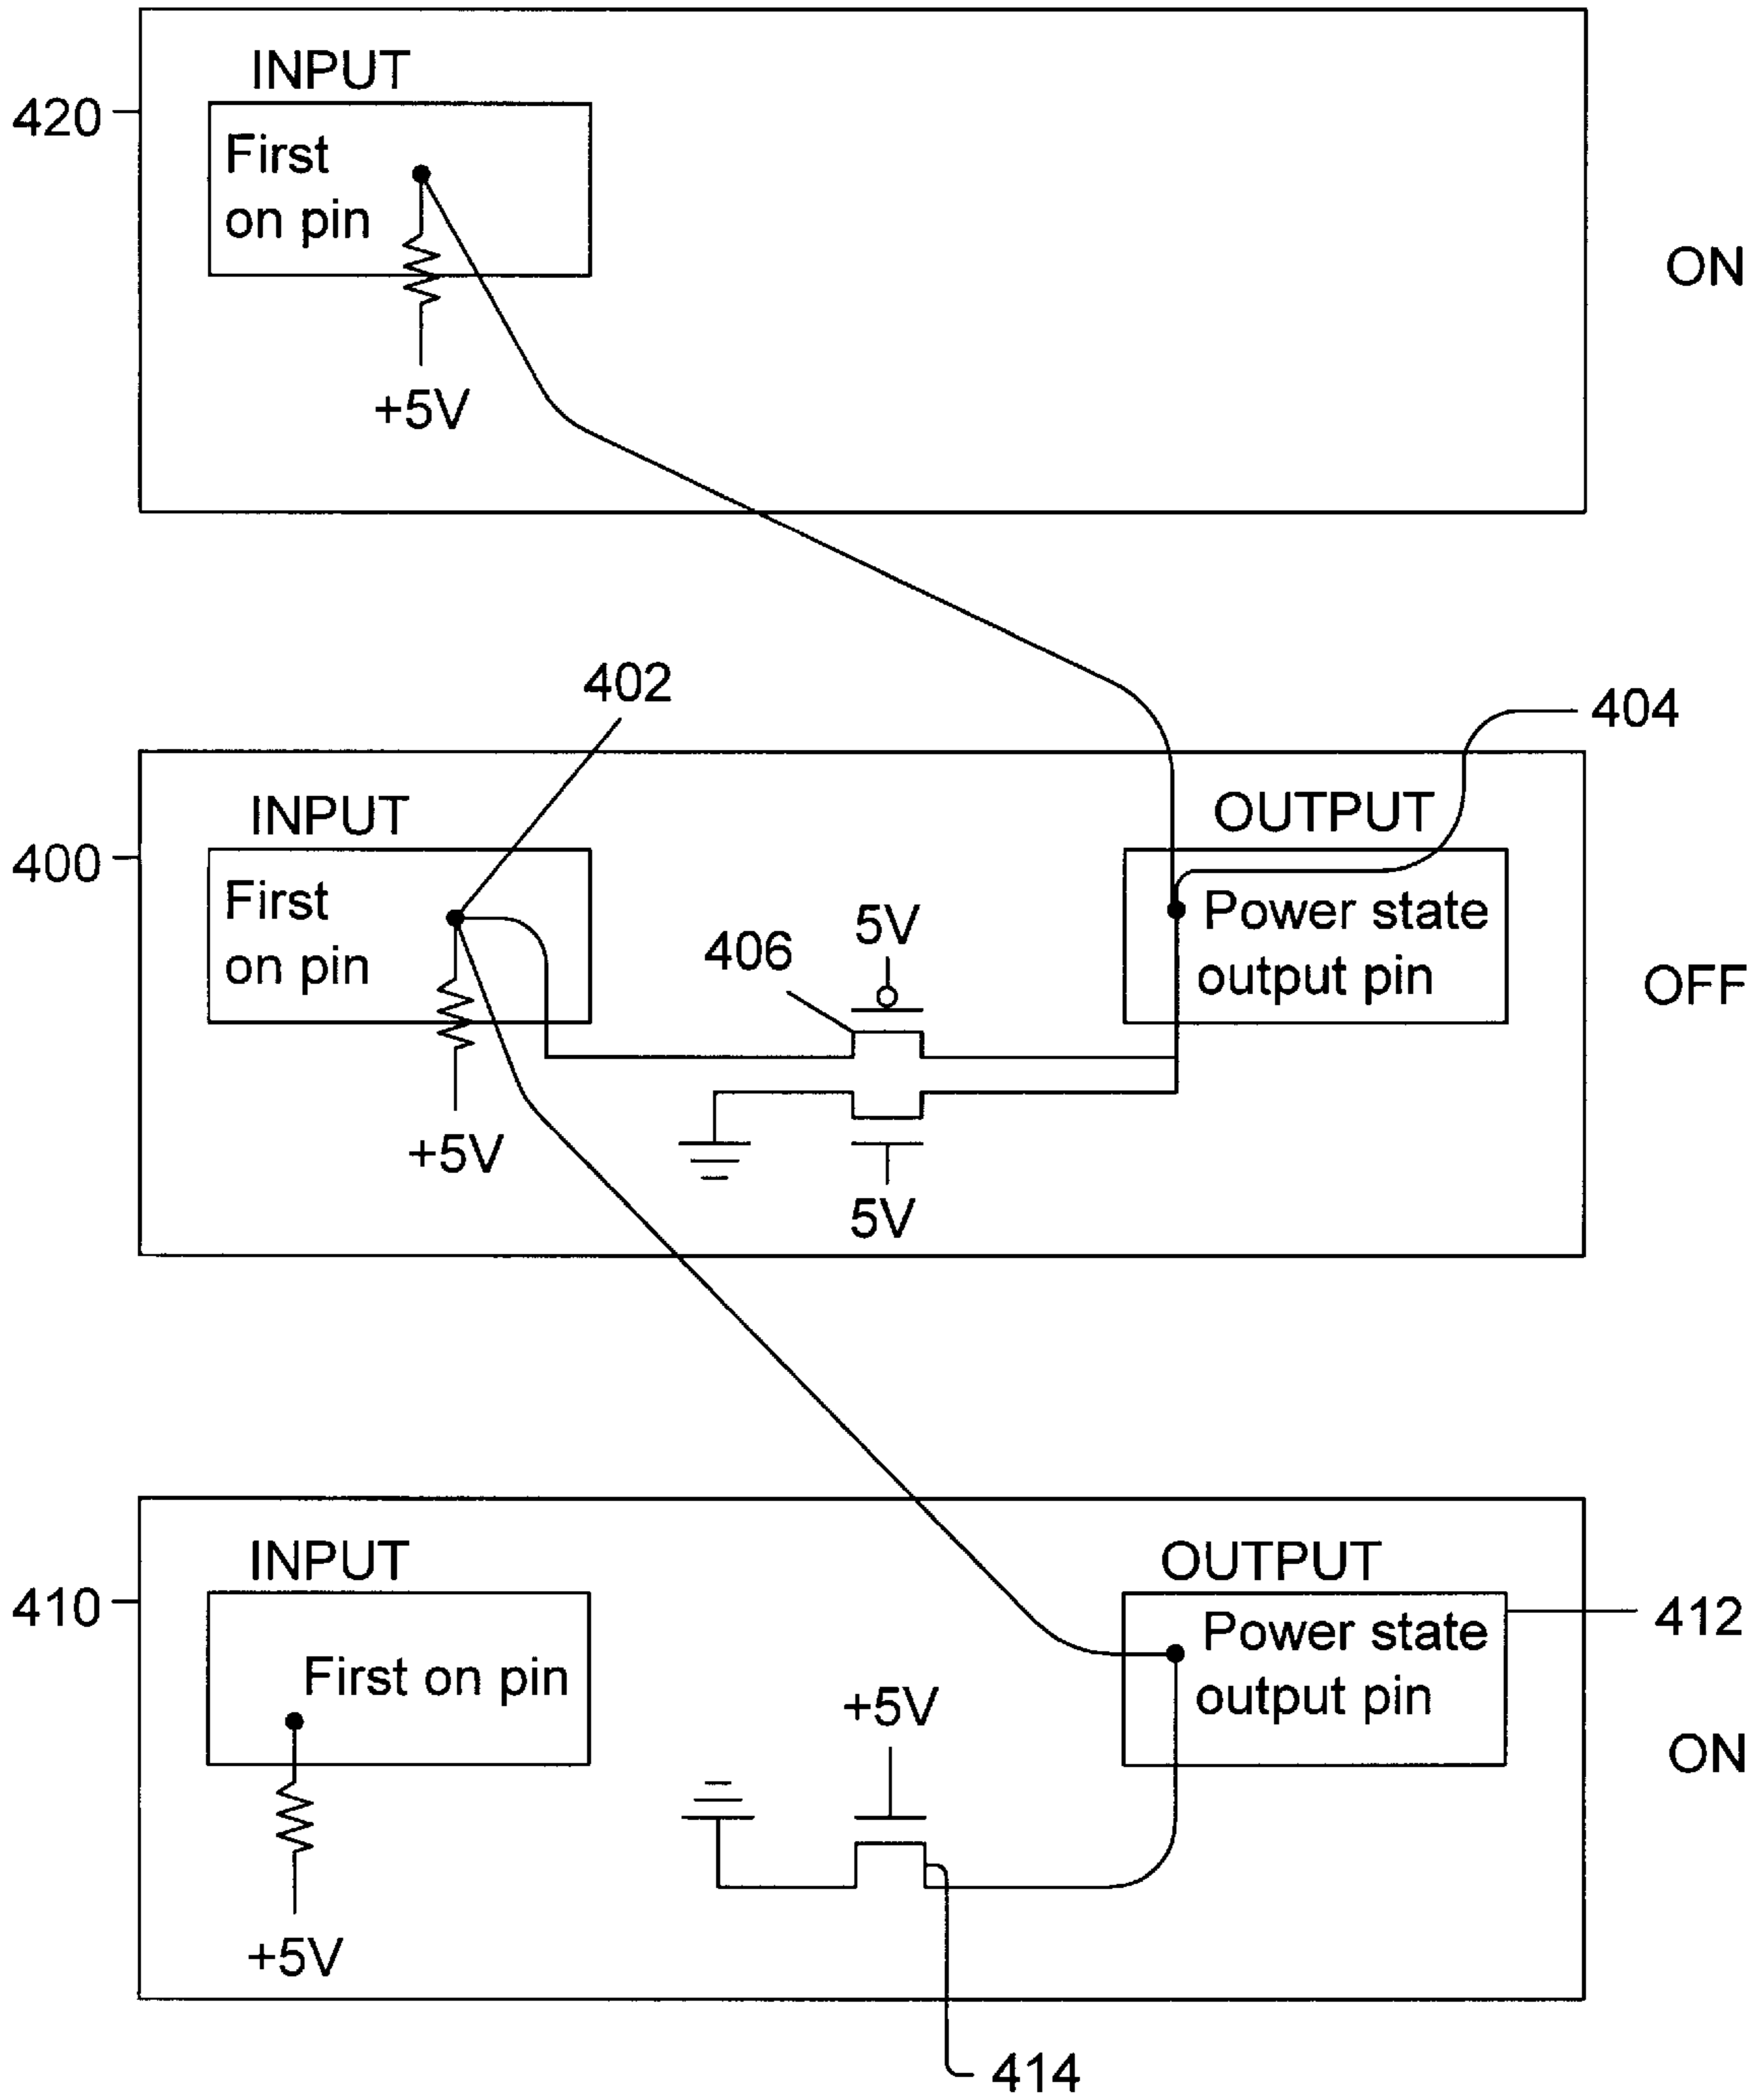 INPUT
420
First
on pin
ON
+5V
402
404
INPUT
OUTPUT
400
First
on pin
406
5V
Power state
output pin
OFF
+5V
5V
INPUT
OUTPUT
410
412
First on pin
Power state
output pin
+5V
ON
+5V
414